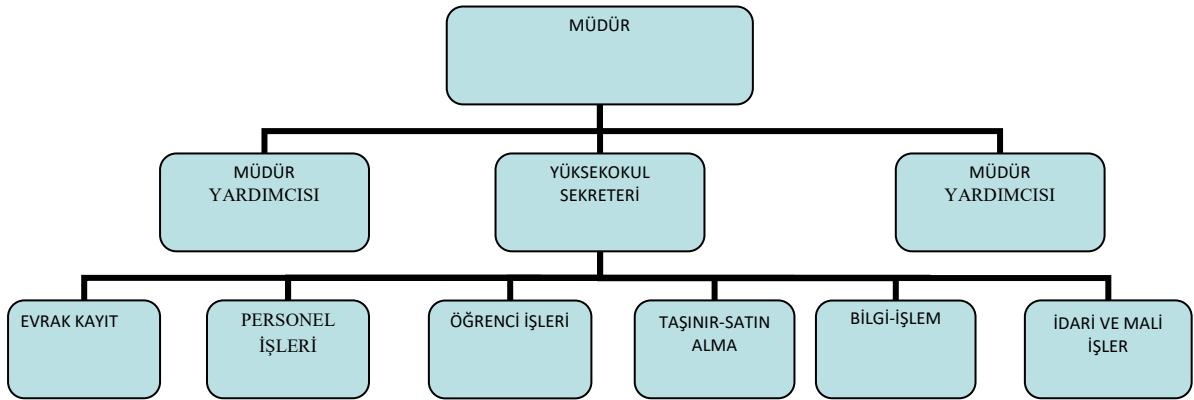 MÜDÜR
MÜDÜR
YARDIMCISI
YÜKSEKOKUL
SEKRETERİ
MÜDÜR
YARDIMCISI
EVRAK KAYIT
PERSONEL
İŞLERİ
ÖĞRENCİ İŞLERİ
TAŞINIR-SATIN
ALMA
BİLGİ-İŞLEM
İDARİ VE MALİ
İŞLER